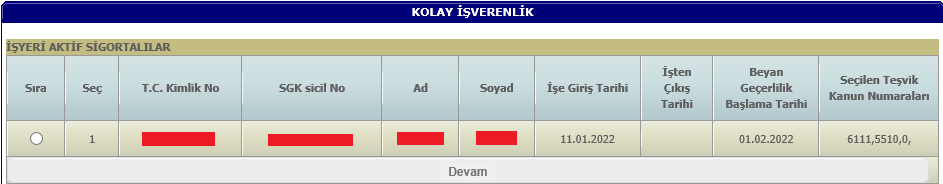 KOLAY İŞVERENLİK
İŞYERİ AKTİF SİGORTALILAR
Sıra Seç T.C. Kimlik No SGK sicil No Ad Soyad İşe Giriş Tarihi İşten Çıkış Tarihi Beyan Geçerlilik Başlama Tarihi Seçilen Teşvik Kanun Numaraları
1 11.01.2022 01.02.2022 6111,5510,0,
Devam